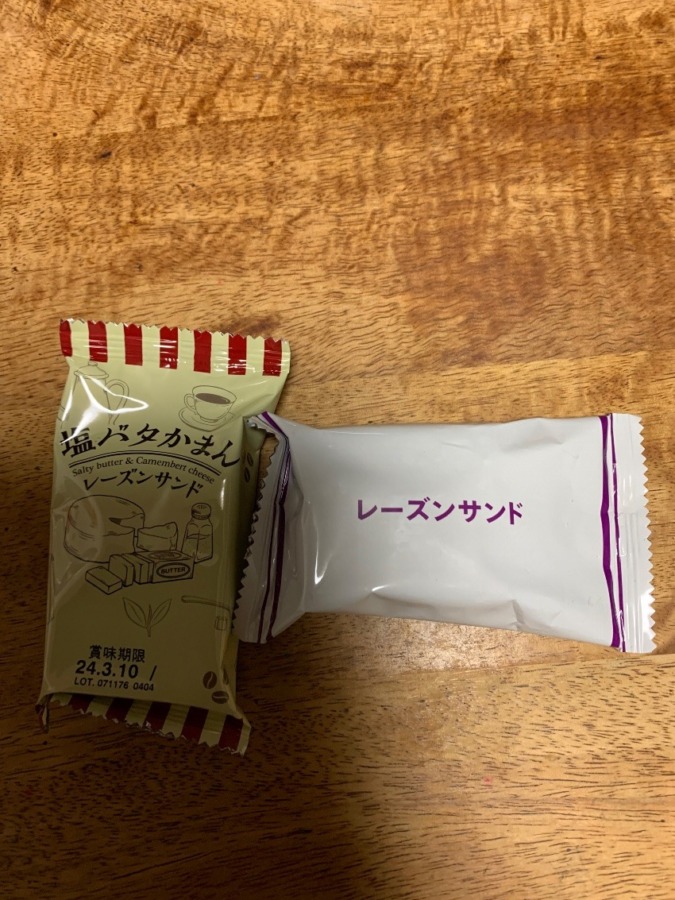 塩バタかまん
Salty butter & Camembert cheese
レーズンサンド
BUTTER
賞味期限
24.3.10 /
LOT. 071176 0404
レーズンサンド